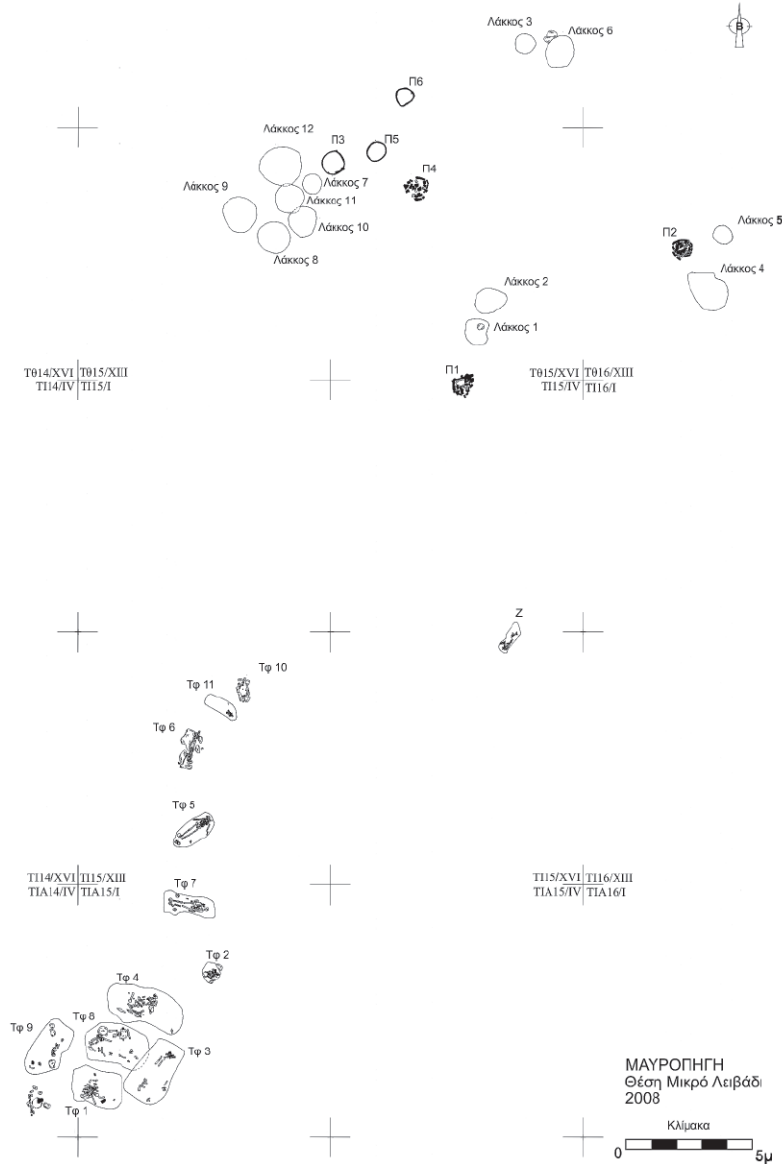 Λάκκος 3
Λάκκος 6
Β
Π6
Λάκκος 12
Π3
Π5
Π4
Λάκκος 7
Λάκκος 9
Λάκκος 11
Λάκκος 10
Λάκκος 8
Λάκκος 5
Π2
Λάκκος 4
Λάκκος 2
Λάκκος 1
Π1
Τθ14/XVI Τθ15/XIII
ΤΙ14/IV ΤΙ15/I
Τθ15/XVI Τθ16/XIII
ΤΙ15/IV ΤΙ16/I
Ζ
Τφ 10
Τφ 11
Τφ 6
Τφ 5
ΤΙ14/XVI ΤΙ15/XIII
ΤΙΑ14/IV ΤΙΑ15/I
Τφ 7
ΤΙ15/XVI ΤΙ16/XIII
ΤΙΑ15/IV ΤΙΑ16/I
Τφ 2
Τφ 4
Τφ 8
Τφ 9
Τφ 3
Τφ 1
ΜΑΥΡΟΠΗΓΗ
Θέση Μικρό Λειβάδι
2008
Κλίμακα
0 5μ